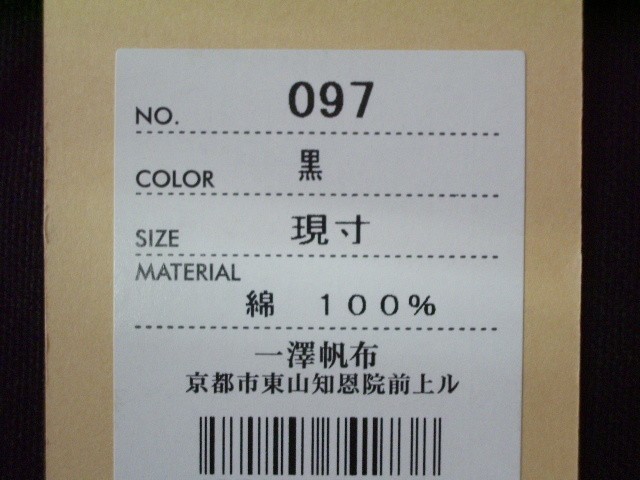 NO. 097
COLOR 黒
SIZE 現寸
MATERIAL
綿 100%
一澤帆布
京都市東山知恩院前上ル